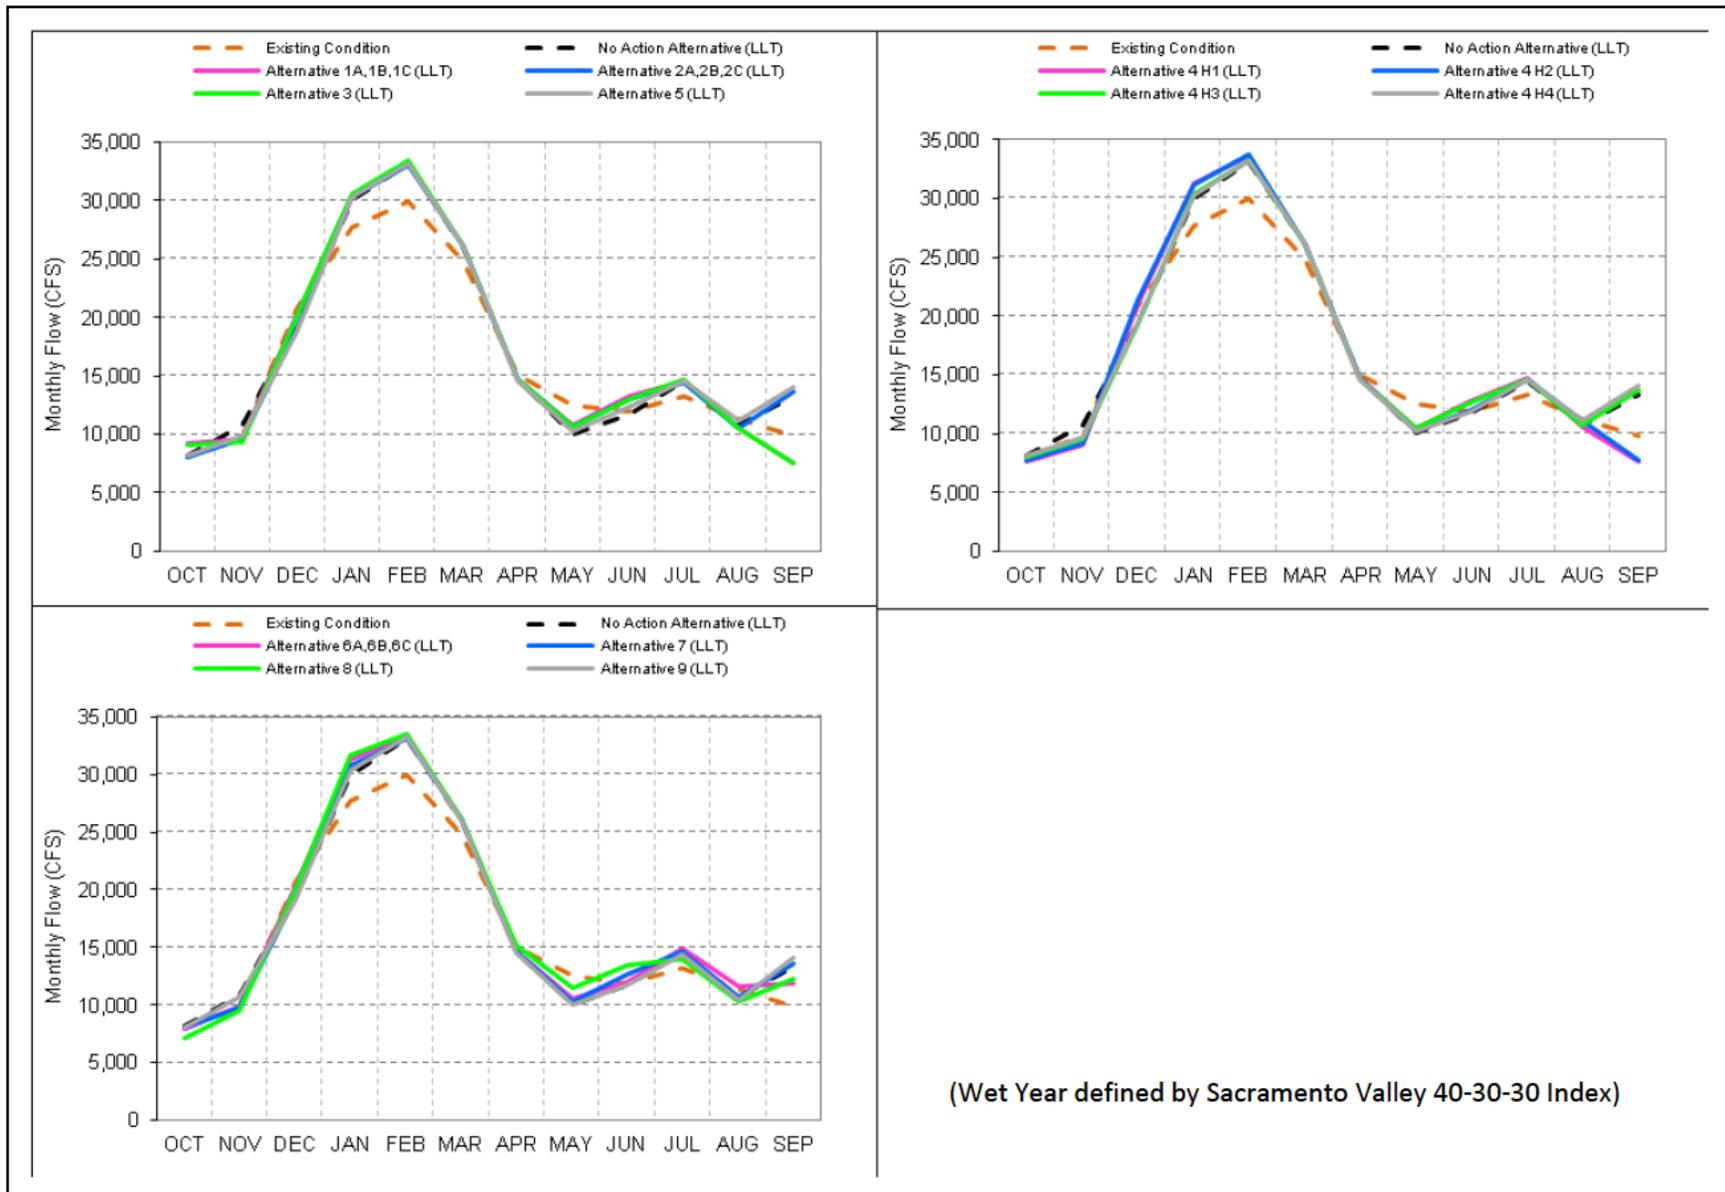 Existing Condition No Action Alternative (LLT)
Alternative 1A,1B,1C (LLT) Alternative 2A,2B,2C (LLT)
Alternative 3 (LLT) Alternative 5 (LLT)
35,000
30,000
25,000
20,000
15,000
10,000
5,000
0
Monthly Flow (CFS)
OCT NOV DEC JAN FEB MAR APR MAY JUN JUL AUG SEP
Existing Condition No Action Alternative (LLT)
Alternative 4 H1 (LLT) Alternative 4 H2 (LLT)
Alternative 4 H3 (LLT) Alternative 4 H4 (LLT)
35,000
30,000
25,000
20,000
15,000
10,000
5,000
0
Monthly Flow (CFS)
OCT NOV DEC JAN FEB MAR APR MAY JUN JUL AUG SEP
Existing Condition No Action Alternative (LLT)
Alternative 6A,6B,6C (LLT) Alternative 7 (LLT)
Alternative 8 (LLT) Alternative 9 (LLT)
35,000
30,000
25,000
20,000
15,000
10,000
5,000
0
Monthly Flow (CFS)
OCT NOV DEC JAN FEB MAR APR MAY JUN JUL AUG SEP
(Wet Year defined by Sacramento Valley 40-30-30 Index)